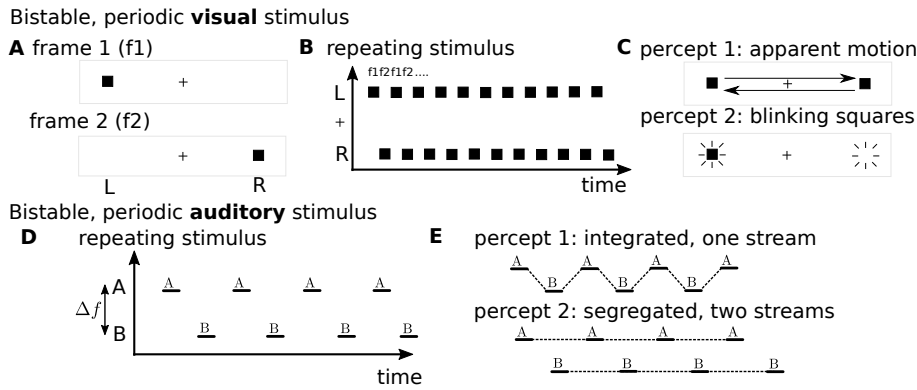 Bistable, periodic visual stimulus
A frame 1 (f1)
+
frame 2 (f2)
+
L R
B repeating stimulus
f1f2f1f2....
L
+
R
time
C percept 1: apparent motion
+
percept 2: blinking squares
+
Bistable, periodic auditory stimulus
D repeating stimulus
A A A A A
Δf
B B B B B
time
E percept 1: integrated, one stream
A A A A
B B B
percept 2: segregated, two streams
A A A A
B B B B